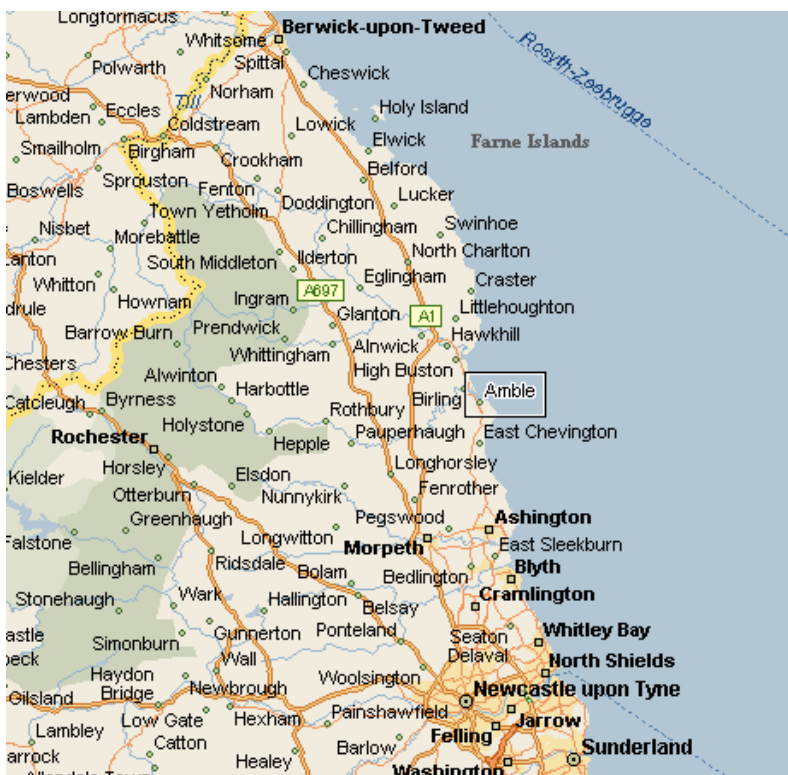 Longformacus
Berwick-upon-Tweed
Whitsome
Rosyth-Zeebrugge
Spittal
Polwarth
Cheswick
Norham
Till
Holy Island
Eccles
Lambden
Coldstream
Lowick
Elwick
Farne Islands
Smailholm
Birgham
Crookham
Belford
Sprouston
Fenton
Boswells
Doddington
Lucker
Town Yetholm
Nisbet
Chillingham
Swinhoe
Morebattle
North Charlton
South Middleton
Ilderton
Whitton
Eglingham
Craster
Hownam
Ingram
A697
Littlehoughton
Glanton
A1
Barrow Burn
Prendwick
Hawkhill
Whittingham
Alnwick
Chesters
High Buston
Alwinton
Harbottle
Birling
Amble
Catcleugh
Byrness
Rothbury
Holystone
East Chevington
Rochester
Hepple
Pauperhaugh
Horsley
Elsdon
Longhorsley
Kielder
Otterburn
Nunnykirk
Fenrother
Greenhaugh
Pegswood
Ashington
Falstone
Longwitton
Morpeth
East Sleekburn
Bellingham
Ridsdale
Bolam
Bedlington
Blyth
Stonehaugh
Wark
Hallington
Belsay
Cramlington
Simonburn
Gunnerton
Ponteland
Seaton
Delaval
Whitley Bay
Wall
North Shields
Haydon
Bridge
Newbrough
Woolsington
Gilsland
Newcastle upon Tyne
Low Gate
Hexham
Painshawfield
Jarrow
Lambley
Felling
Catton
Barlow
Sunderland
Healey
Washington